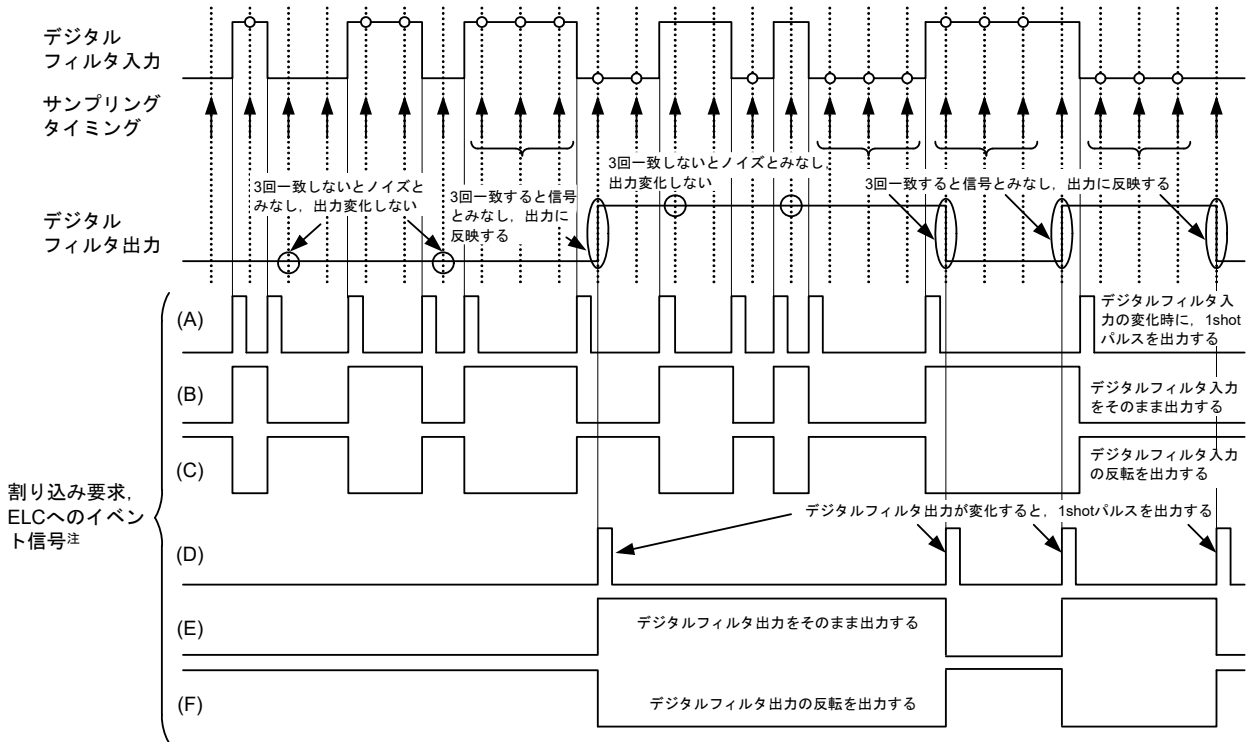 デジタル
フィルタ入力
サンプリング
タイミング
3回一致しないとノイズと
みなし，出力変化しない
3回一致すると信号
とみなし，出力に
反映する
3回一致しないとノイズとみなし，
出力変化しない
3回一致すると信号とみなし，出力に反映する
デジタル
フィルタ出力
(A)
デジタルフィルタ入
力の変化時に，1shot
パルスを出力する
(B)
デジタルフィルタ入力
をそのまま出力する
(C)
デジタルフィルタ入力
の反転を出力する
割り込み要求，
ELCへのイベン
ト信号注
デジタルフィルタ出力が変化すると，1shotパルスを出力する
(D)
(E)
デジタルフィルタ出力をそのまま出力する
(F)
デジタルフィルタ出力の反転を出力する